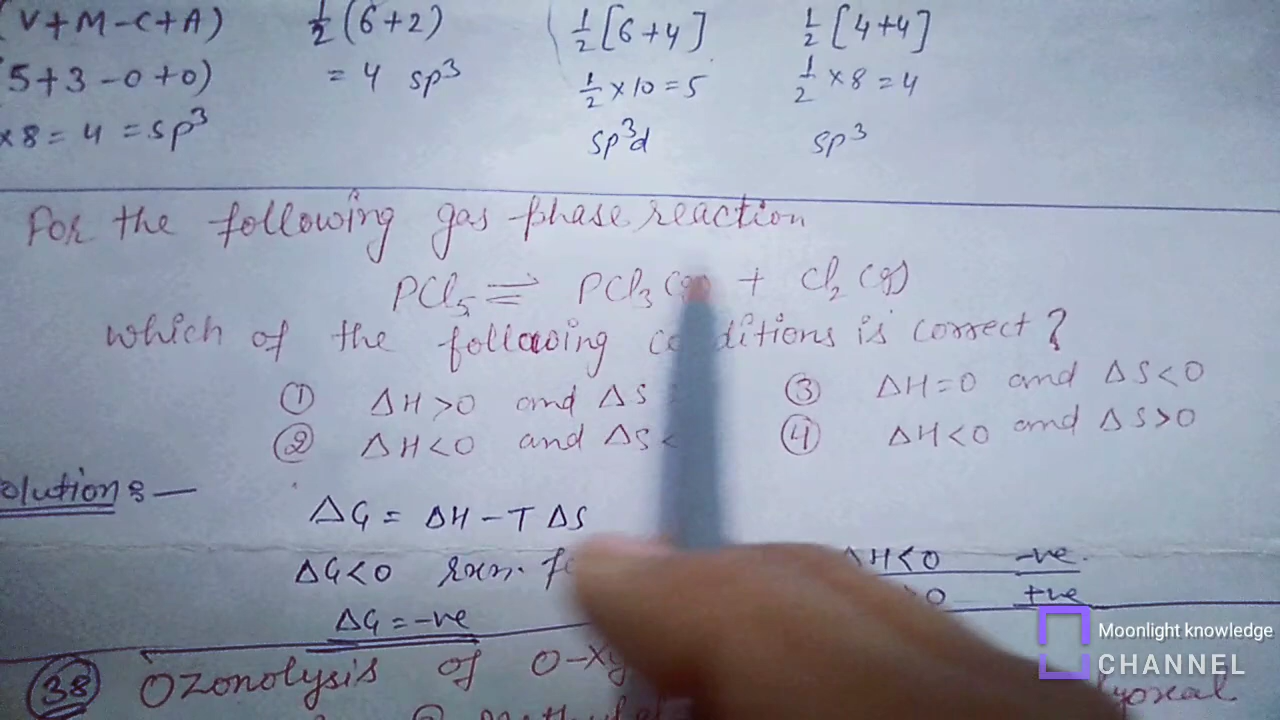 (V+M-C+A) ½(6+2) ½[6+4] ½[4+4]
5+3-0+0) = 4 sp³ ½×10=5 ½×8=4
×8=4=sp³ sp³d sp³
For the following gas phase reaction
PCl₅ ⇌ PCl₃ (g) + Cl₂ (g)
which of the following conditions is correct?
① ΔH>0 and ΔS ③ ΔH=0 and ΔS<0
② ΔH<0 and ΔS< ④ ΔH<0 and ΔS>0
olution:—
ΔG = ΔH-TΔS
ΔG<0 rxn. ΔH<0 -ve
ΔG=-ve >0 +ve
Moonlight knowledge
CHANNEL
㊳ Ozonolysis of O-xy